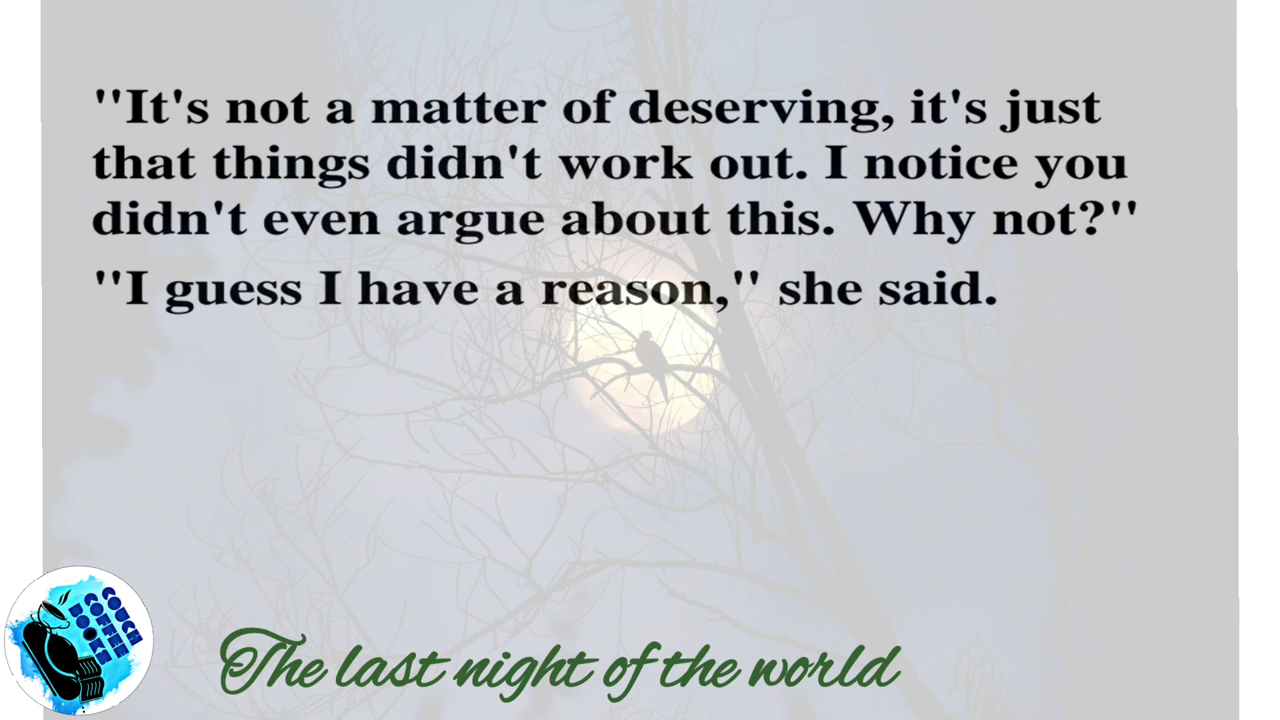 "It's not a matter of deserving, it's just
that things didn't work out. I notice you
didn't even argue about this. Why not?"
"I guess I have a reason," she said.
COUCH
COFFEE
BOOKS
The last night of the world